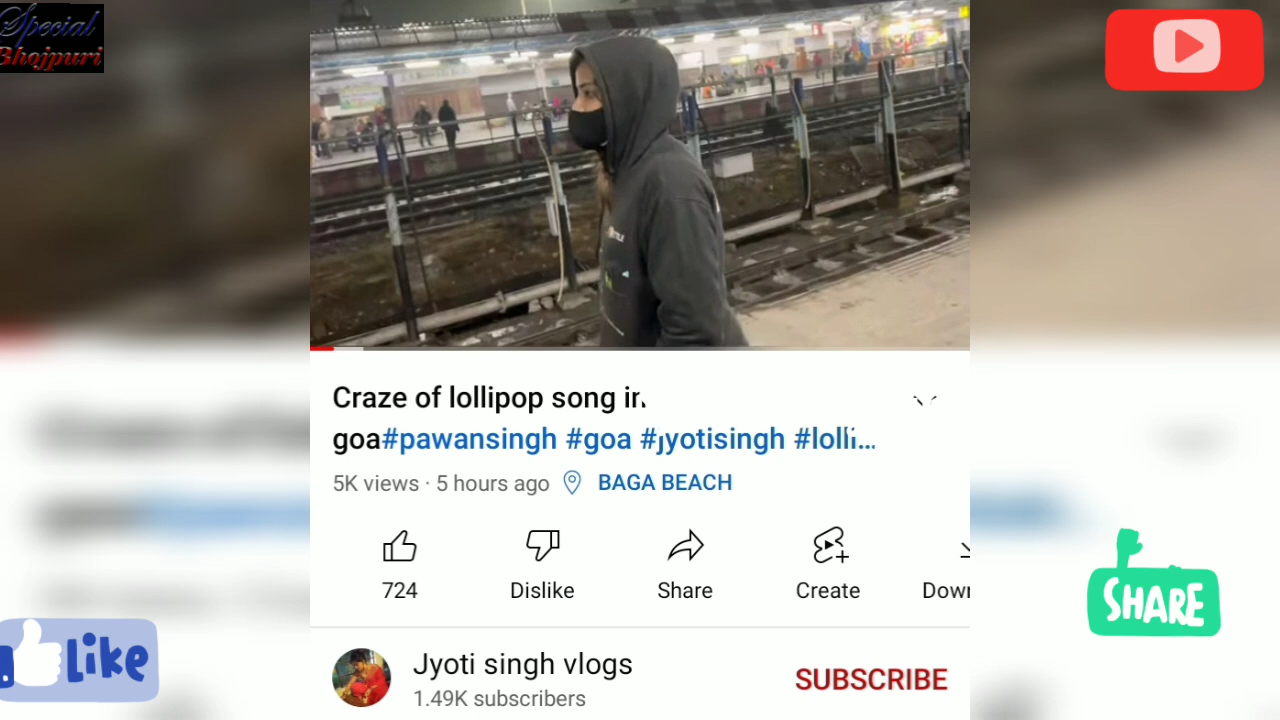 Special
Bhojpuri
Craze of lollipop song in
goa#pawansingh #goa #jyotisingh #lolli...
5K views · 5 hours ago BAGA BEACH
724 Dislike Share Create Down
Jyoti singh vlogs
1.49K subscribers
SUBSCRIBE
Like
SHARE